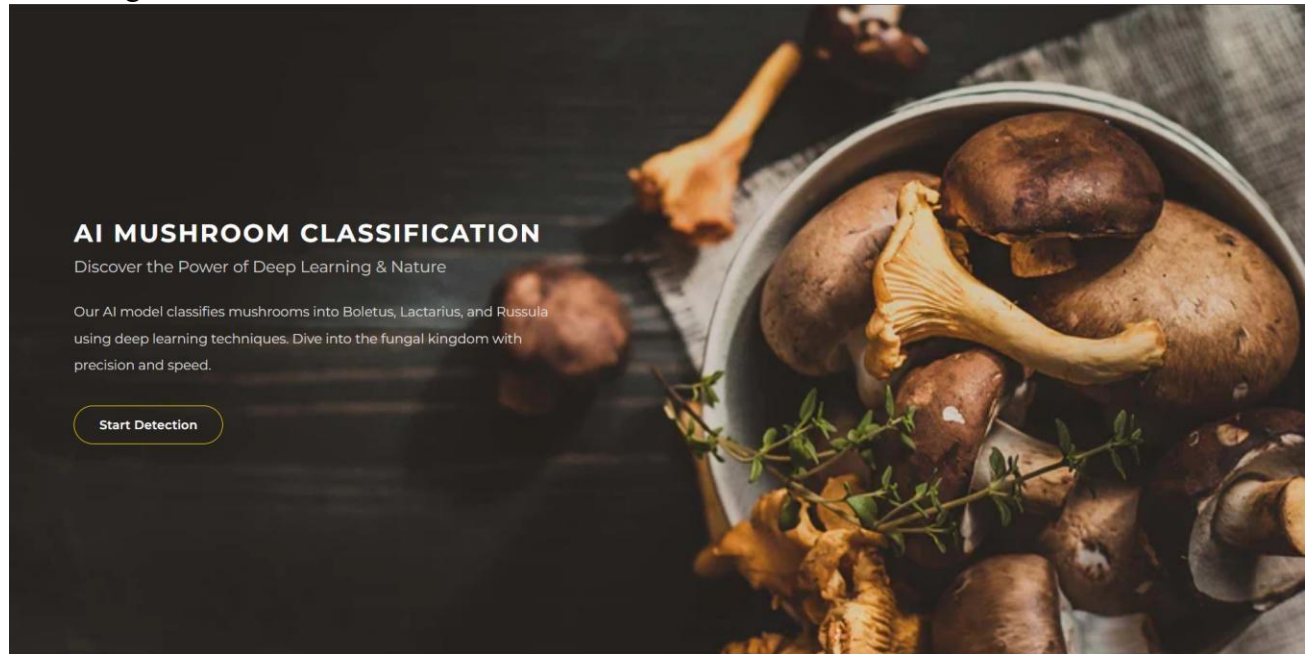 AI MUSHROOM CLASSIFICATION
Discover the Power of Deep Learning & Nature
Our AI model classifies mushrooms into Boletus, Lactarius, and Russula
using deep learning techniques. Dive into the fungal kingdom with
precision and speed.
Start Detection